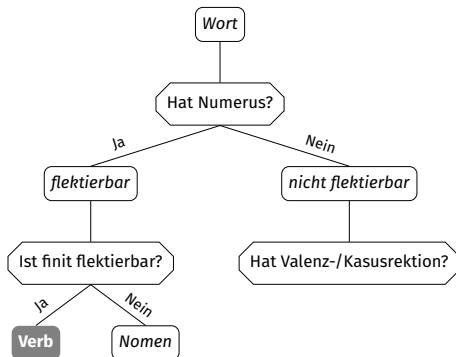 Wort
Hat Numerus?
Ja
Nein
flektierbar
nicht flektierbar
Ist finit flektierbar?
Hat Valenz-/Kasusrektion?
Ja
Nein
Verb
Nomen